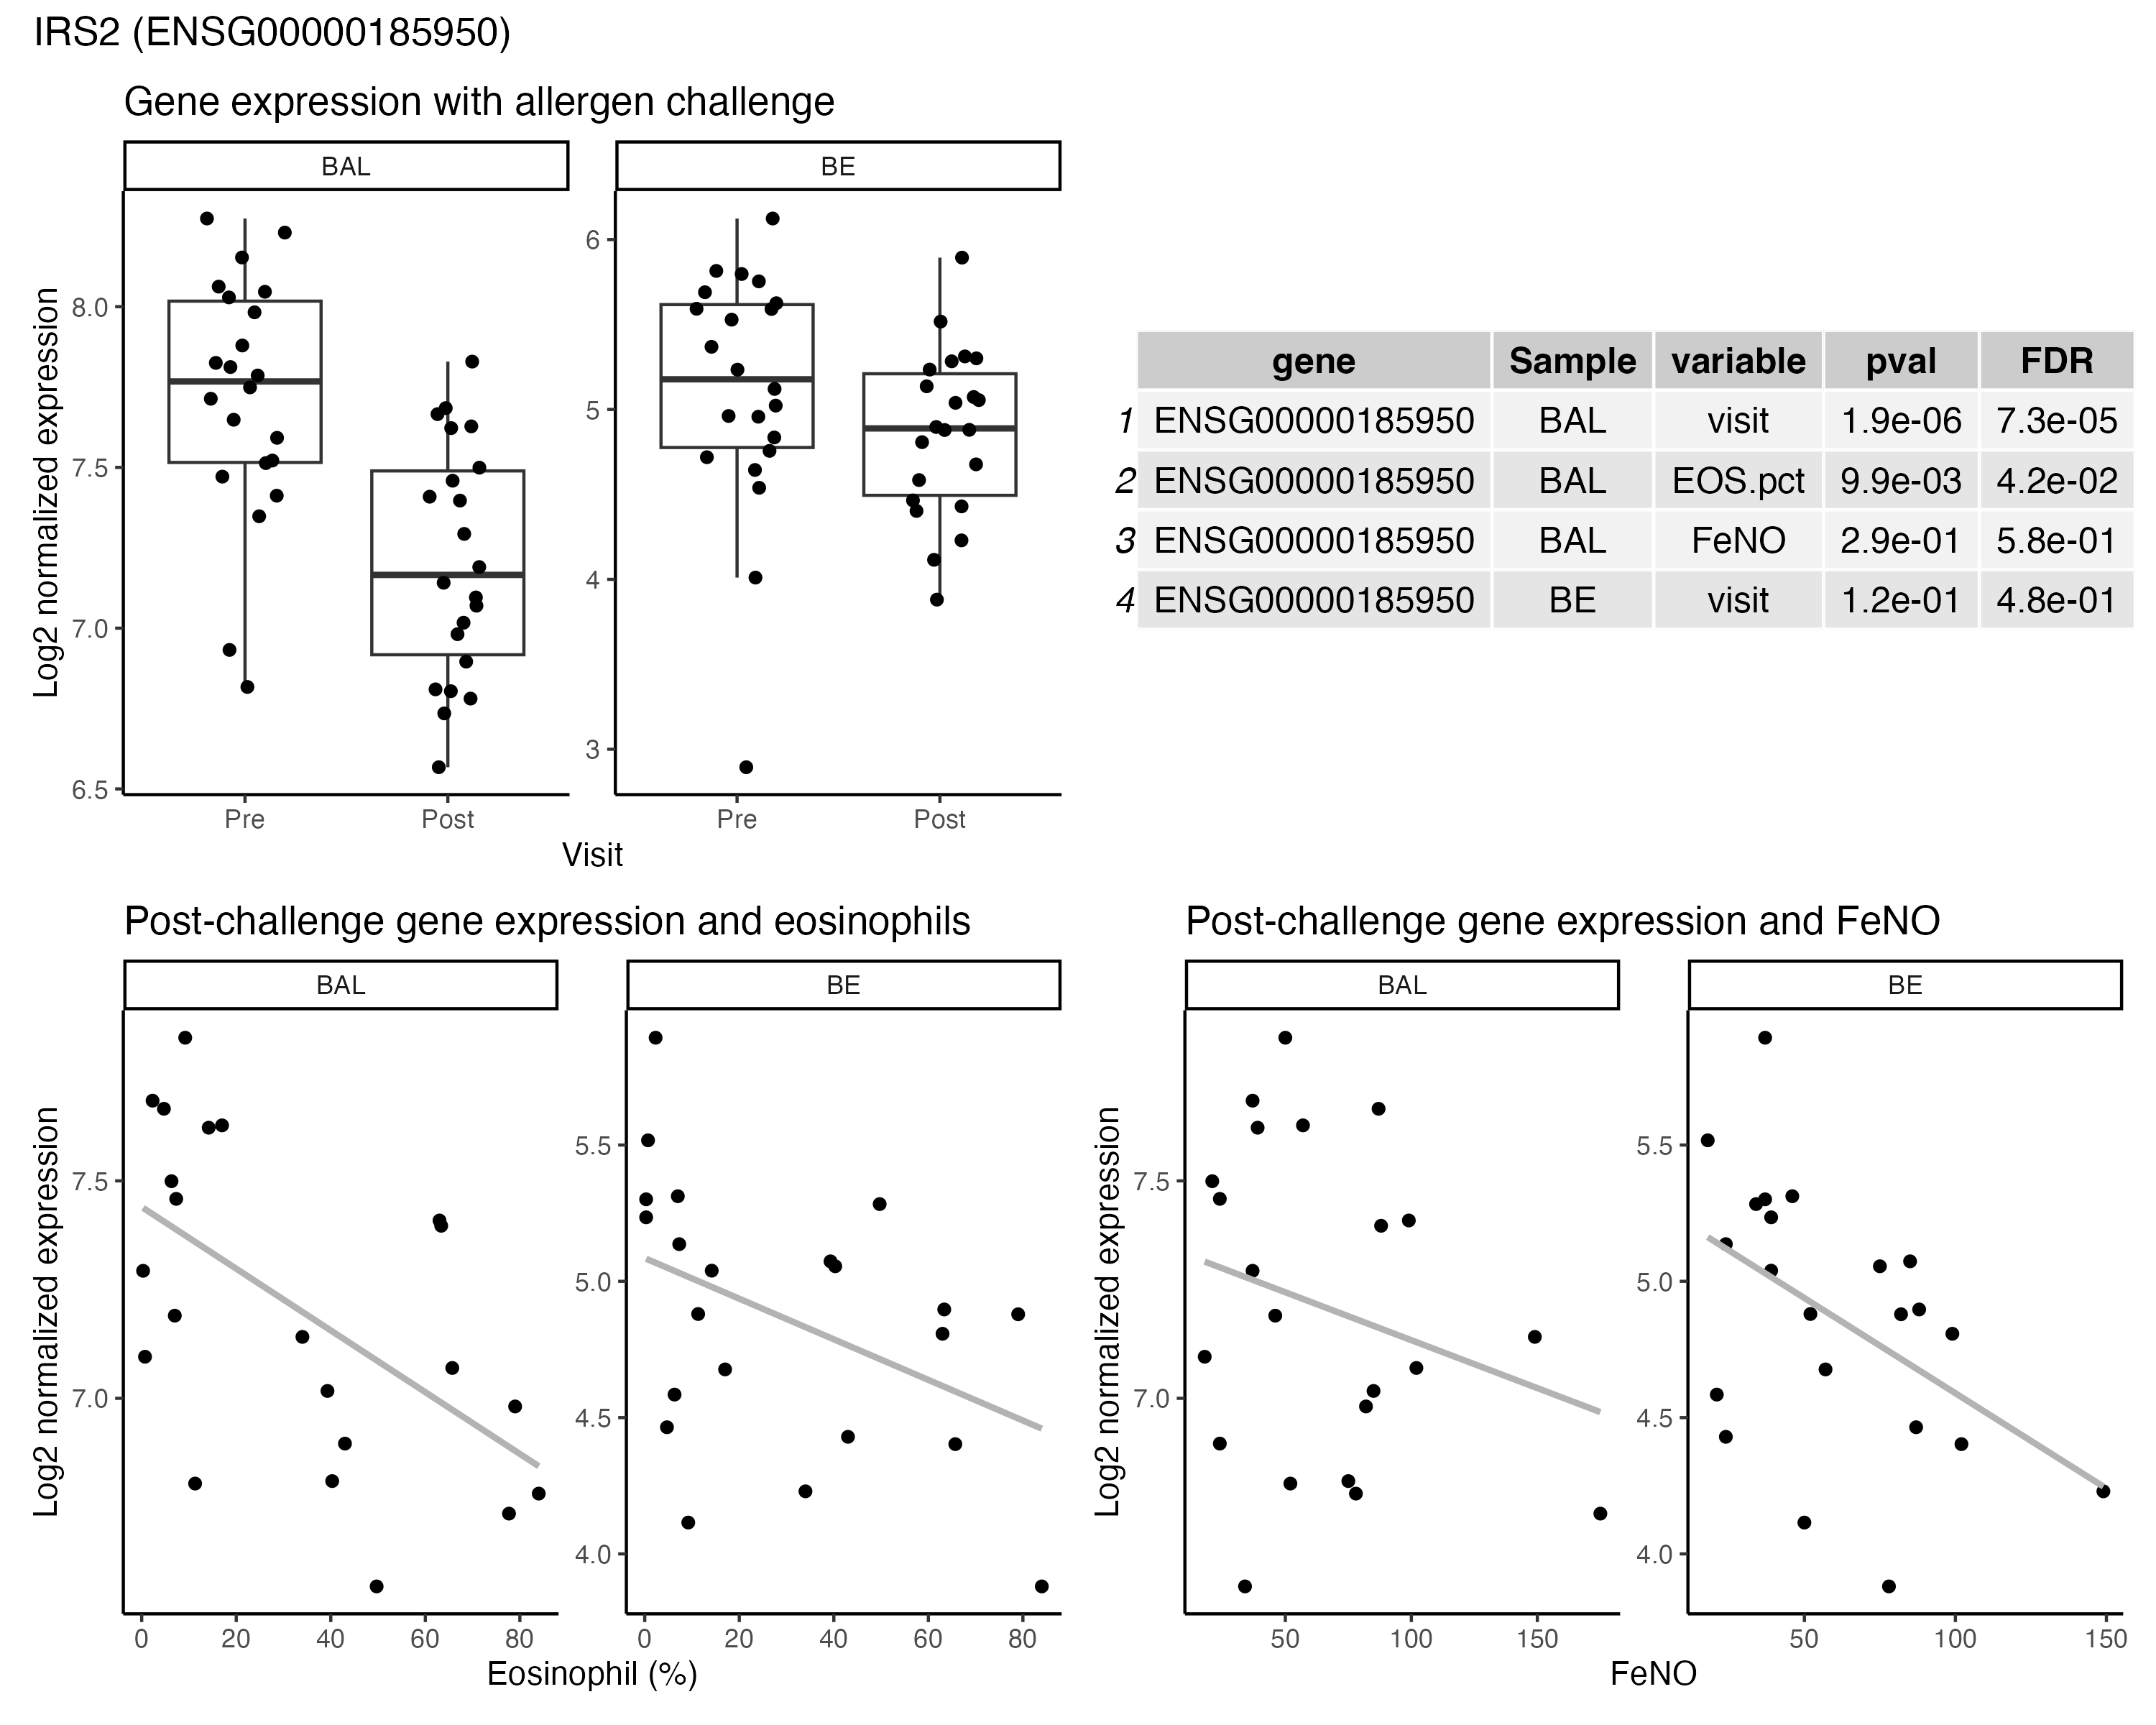 IRS2 (ENSG00000185950)
Gene expression with allergen challenge
BAL
BE
Log2 normalized expression
8.0
7.5
7.0
6.5
6
5
4
3
Pre
Post
Pre
Post
Visit
gene Sample variable pval FDR
1 ENSG00000185950 BAL visit 1.9e-06 7.3e-05
2 ENSG00000185950 BAL EOS.pct 9.9e-03 4.2e-02
3 ENSG00000185950 BAL FeNO 2.9e-01 5.8e-01
4 ENSG00000185950 BE visit 1.2e-01 4.8e-01
Post-challenge gene expression and eosinophils
BAL
BE
Log2 normalized expression
7.5
7.0
5.5
5.0
4.5
4.0
0 20 40 60 80
0 20 40 60 80
Eosinophil (%)
Post-challenge gene expression and FeNO
BAL
BE
Log2 normalized expression
7.5
7.0
5.5
5.0
4.5
4.0
50 100 150
50 100 150
FeNO